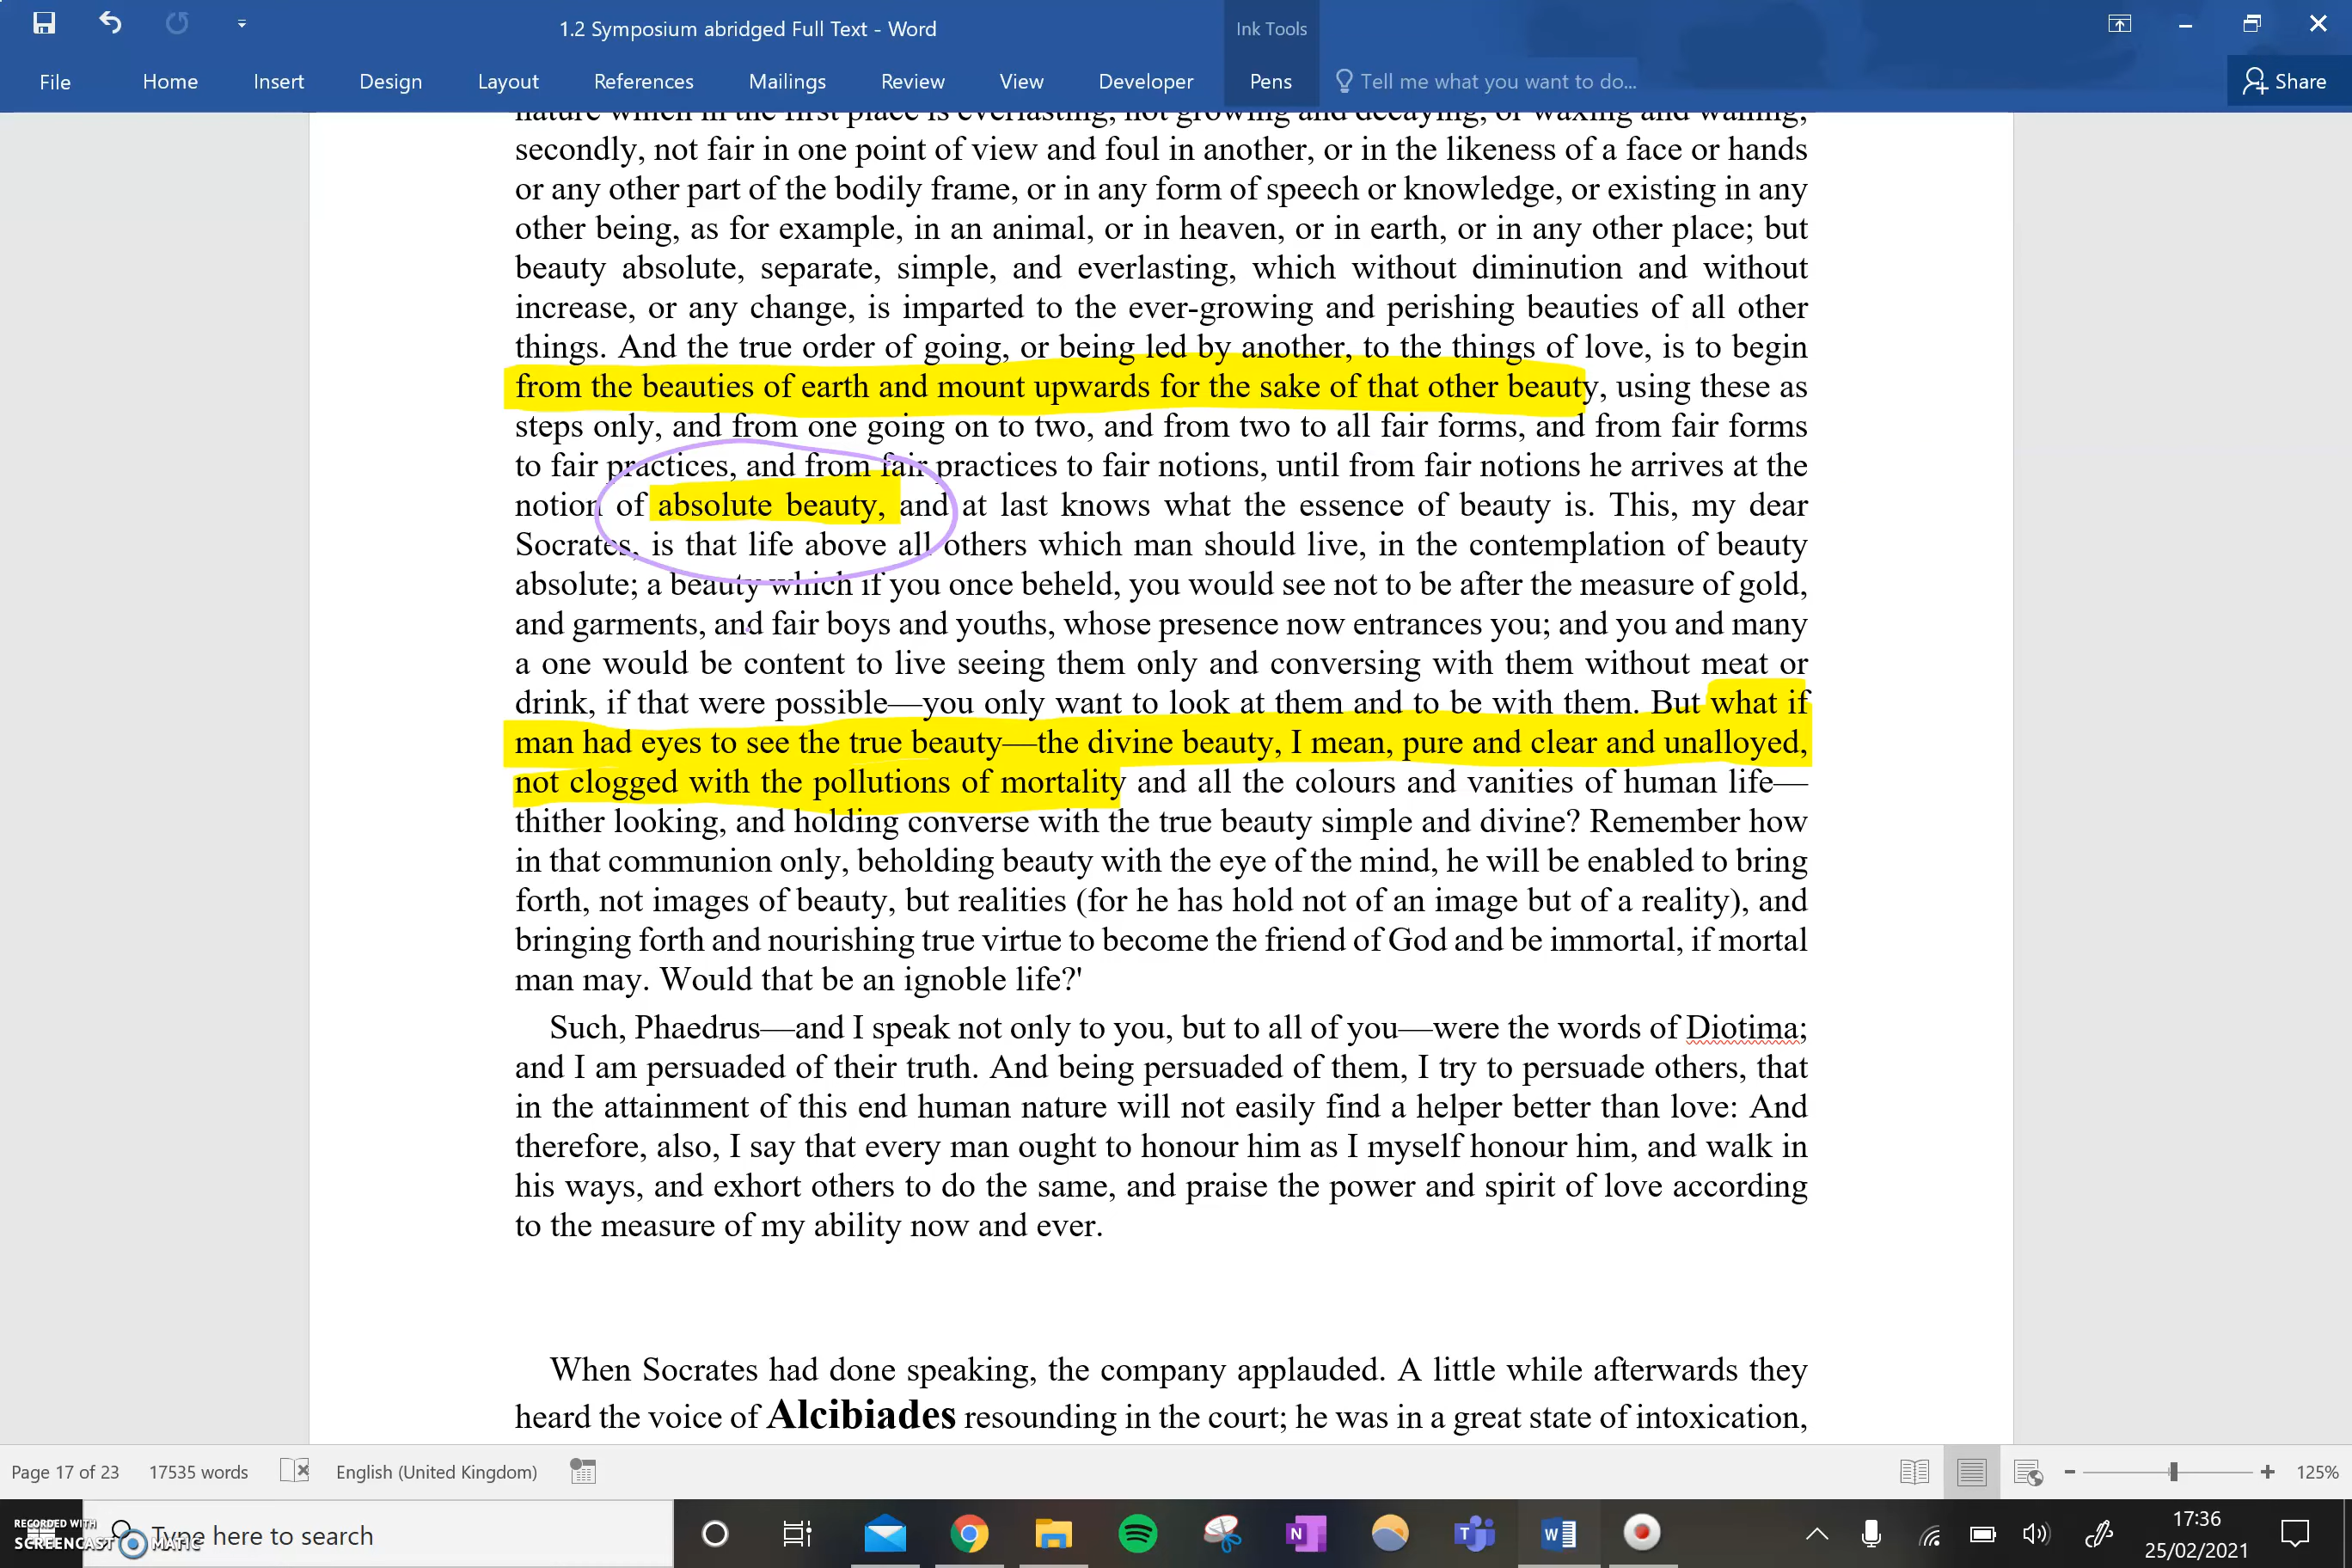 1.2 Symposium abridged Full Text - Word
Ink Tools
File Home Insert Design Layout References Mailings Review View Developer Pens Tell me what you want to do... Share
nature which in the first place is everlasting, not growing and decaying, or waxing and waning;
secondly, not fair in one point of view and foul in another, or in the likeness of a face or hands
or any other part of the bodily frame, or in any form of speech or knowledge, or existing in any
other being, as for example, in an animal, or in heaven, or in earth, or in any other place; but
beauty absolute, separate, simple, and everlasting, which without diminution and without
increase, or any change, is imparted to the ever-growing and perishing beauties of all other
things. And the true order of going, or being led by another, to the things of love, is to begin
from the beauties of earth and mount upwards for the sake of that other beauty, using these as
steps only, and from one going on to two, and from two to all fair forms, and from fair forms
to fair practices, and from fair practices to fair notions, until from fair notions he arrives at the
notion of absolute beauty, and at last knows what the essence of beauty is. This, my dear
Socrates, is that life above all others which man should live, in the contemplation of beauty
absolute; a beauty which if you once beheld, you would see not to be after the measure of gold,
and garments, and fair boys and youths, whose presence now entrances you; and you and many
a one would be content to live seeing them only and conversing with them without meat or
drink, if that were possible—you only want to look at them and to be with them. But what if
man had eyes to see the true beauty—the divine beauty, I mean, pure and clear and unalloyed,
not clogged with the pollutions of mortality and all the colours and vanities of human life—
thither looking, and holding converse with the true beauty simple and divine? Remember how
in that communion only, beholding beauty with the eye of the mind, he will be enabled to bring
forth, not images of beauty, but realities (for he has hold not of an image but of a reality), and
bringing forth and nourishing true virtue to become the friend of God and be immortal, if mortal
man may. Would that be an ignoble life?'
Such, Phaedrus—and I speak not only to you, but to all of you—were the words of Diotima;
and I am persuaded of their truth. And being persuaded of them, I try to persuade others, that
in the attainment of this end human nature will not easily find a helper better than love: And
therefore, also, I say that every man ought to honour him as I myself honour him, and walk in
his ways, and exhort others to do the same, and praise the power and spirit of love according
to the measure of my ability now and ever.
When Socrates had done speaking, the company applauded. A little while afterwards they
heard the voice of Alcibiades resounding in the court; he was in a great state of intoxication,
Page 17 of 23 17535 words English (United Kingdom) 125%
RECORDED WITH
SCREENCAST MATIC
Type here to search
17:36
25/02/2021